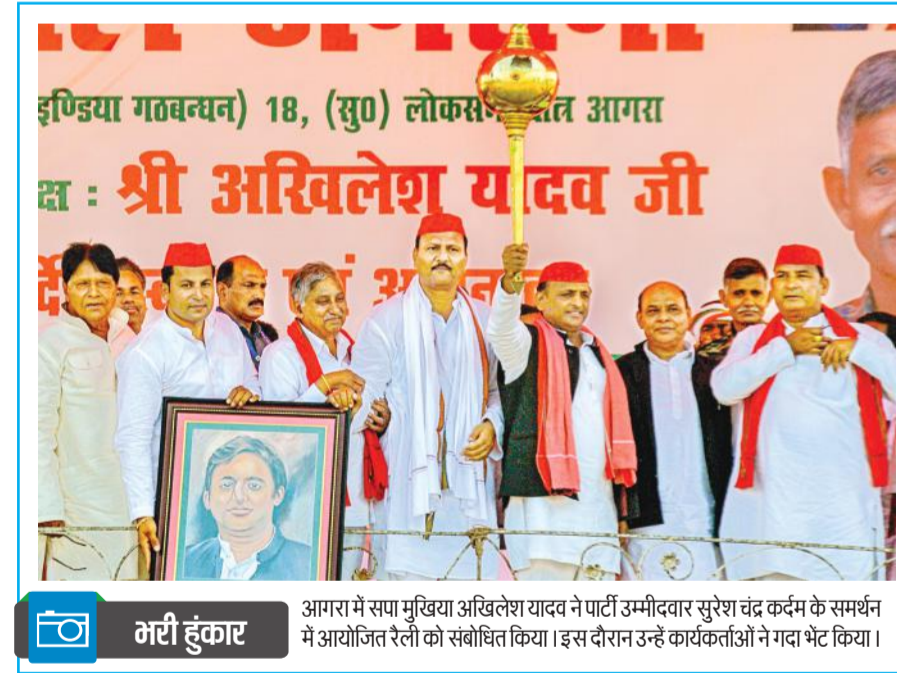 इण्डिया गठबन्धन) 18, (सु0) आगरा
: श्री अखिलेश यादव जी
भरी हुंकार
आगरा में सपा मुखिया अखिलेश यादव ने पार्टी उम्मीदवार सुरेश चंद्र कर्दम के समर्थन
में आयोजित रैली को संबोधित किया। इस दौरान उन्हें कार्यकर्ताओं ने गदा भेंट किया।